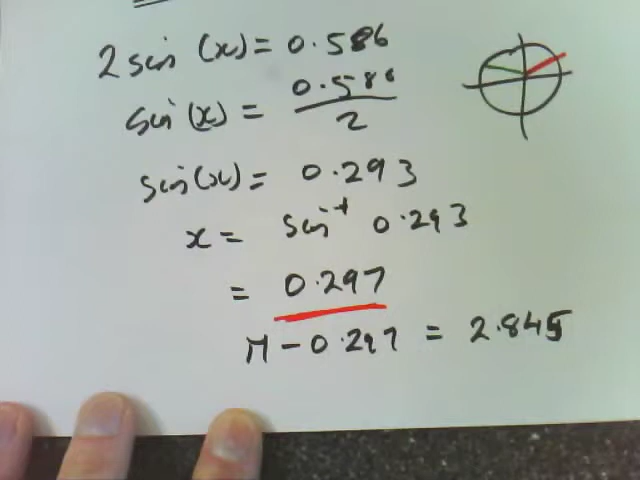 2 sin (x) = 0.586
sin (x) = 0.586 / 2
sin(x) = 0.293
x = sin⁻¹ 0.293
= 0.297
π - 0.297 = 2.845